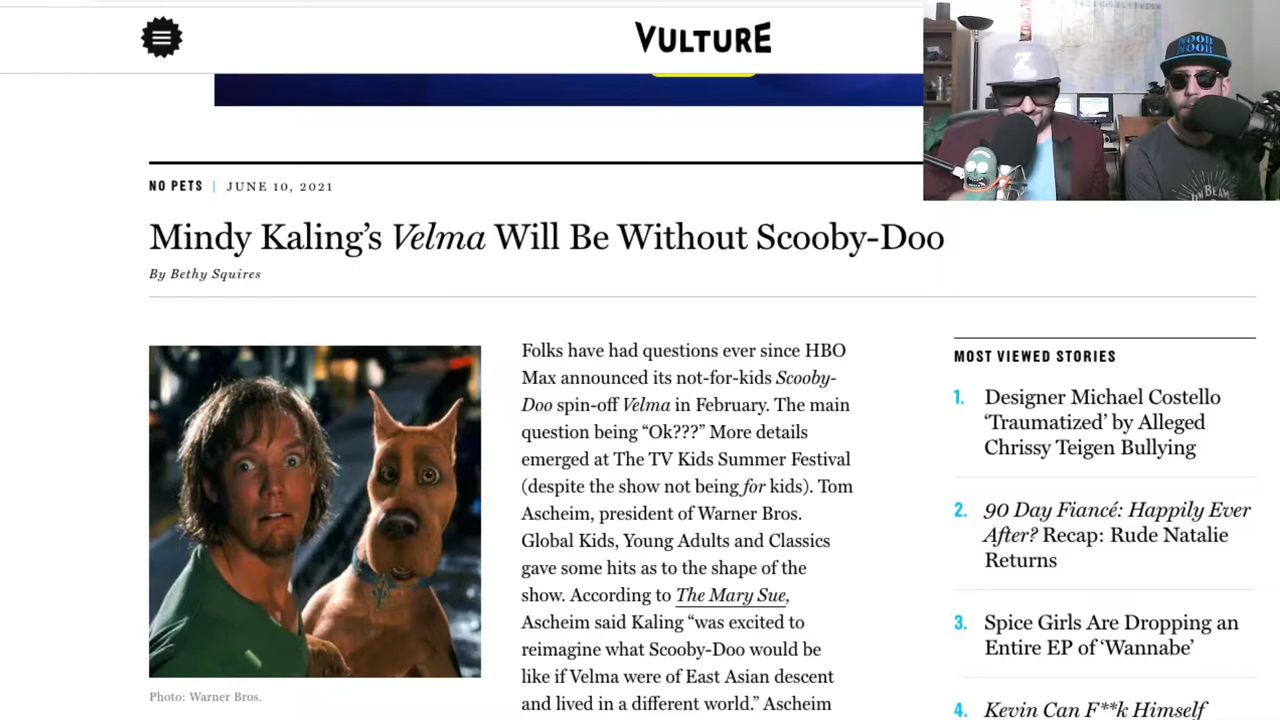 VULTURE
NO PETS | JUNE 10, 2021
Mindy Kaling’s Velma Will Be Without Scooby-Doo
By Bethy Squires
Folks have had questions ever since HBO
Max announced its not-for-kids Scooby-
Doo spin-off Velma in February. The main
question being “Ok???” More details
emerged at The TV Kids Summer Festival
(despite the show not being for kids). Tom
Ascheim, president of Warner Bros.
Global Kids, Young Adults and Classics
gave some hits as to the shape of the
show. According to The Mary Sue,
Ascheim said Kaling “was excited to
reimagine what Scooby-Doo would be
like if Velma were of East Asian descent
and lived in a different world.” Ascheim
Photo: Warner Bros.
MOST VIEWED STORIES
1. Designer Michael Costello
‘Traumatized’ by Alleged
Chrissy Teigen Bullying
2. 90 Day Fiancé: Happily Ever
After? Recap: Rude Natalie
Returns
3. Spice Girls Are Dropping an
Entire EP of ‘Wannabe’
4. Kevin Can F**k Himself
Z
NOOB
NOOB
JIM BEAM